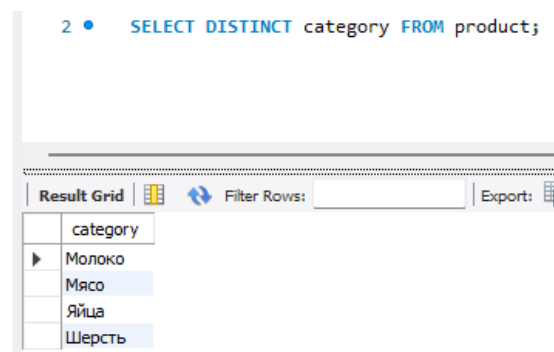 2 SELECT DISTINCT category FROM product;
Result Grid Filter Rows: Export:
category
Молоко
Мясо
Яйца
Шерсть